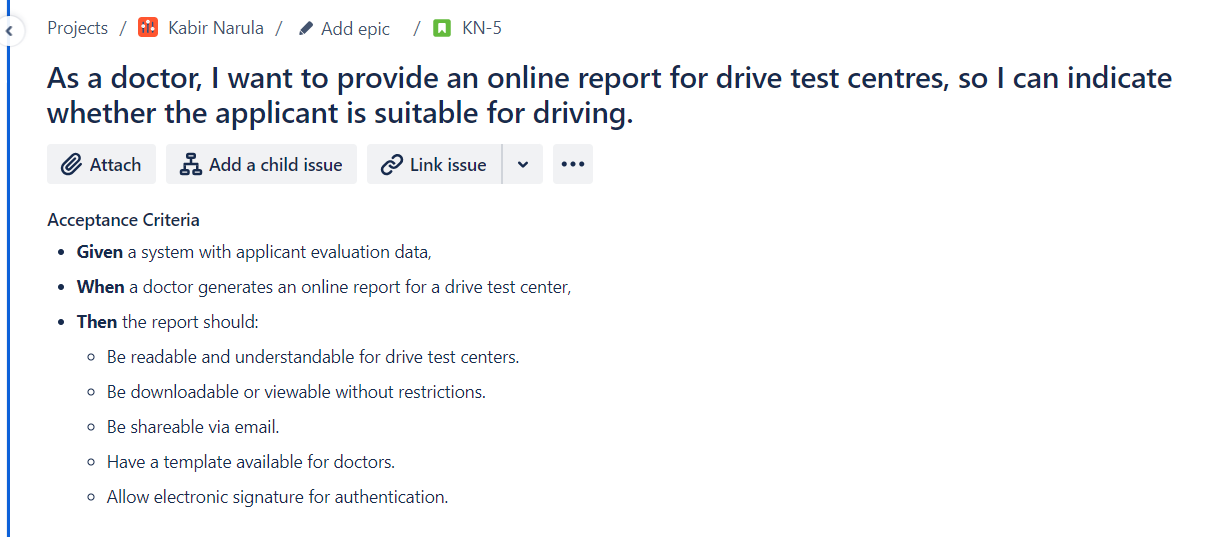 Projects / Kabir Narula / Add epic / KN-5
As a doctor, I want to provide an online report for drive test centres, so I can indicate
whether the applicant is suitable for driving.
Attach Add a child issue Link issue
Acceptance Criteria
• Given a system with applicant evaluation data,
• When a doctor generates an online report for a drive test center,
• Then the report should:
◦ Be readable and understandable for drive test centers.
◦ Be downloadable or viewable without restrictions.
◦ Be shareable via email.
◦ Have a template available for doctors.
◦ Allow electronic signature for authentication.